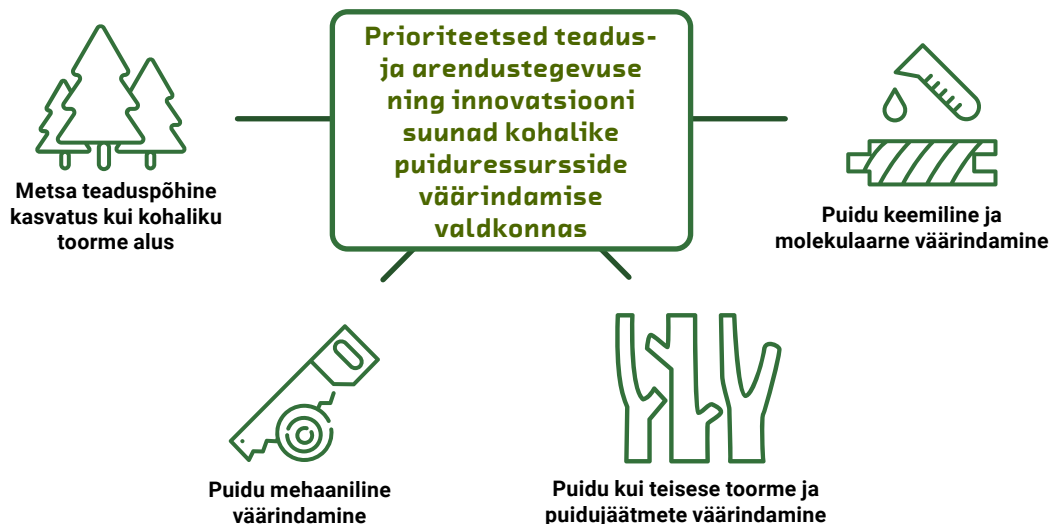 Prioriteetsed teadus-
ja arendustegevuse
ning innovatsiooni
suunad kohalike
puiduressursside
väärindamise
valdkonnas
Metsa teaduspõhine
kasvatus kui kohaliku
toorme alus
Puidu keemiline ja
molekulaarne väärindamine
Puidu mehaaniline
väärindamine
Puidu kui teisese toorme ja
puidujäätmete väärindamine